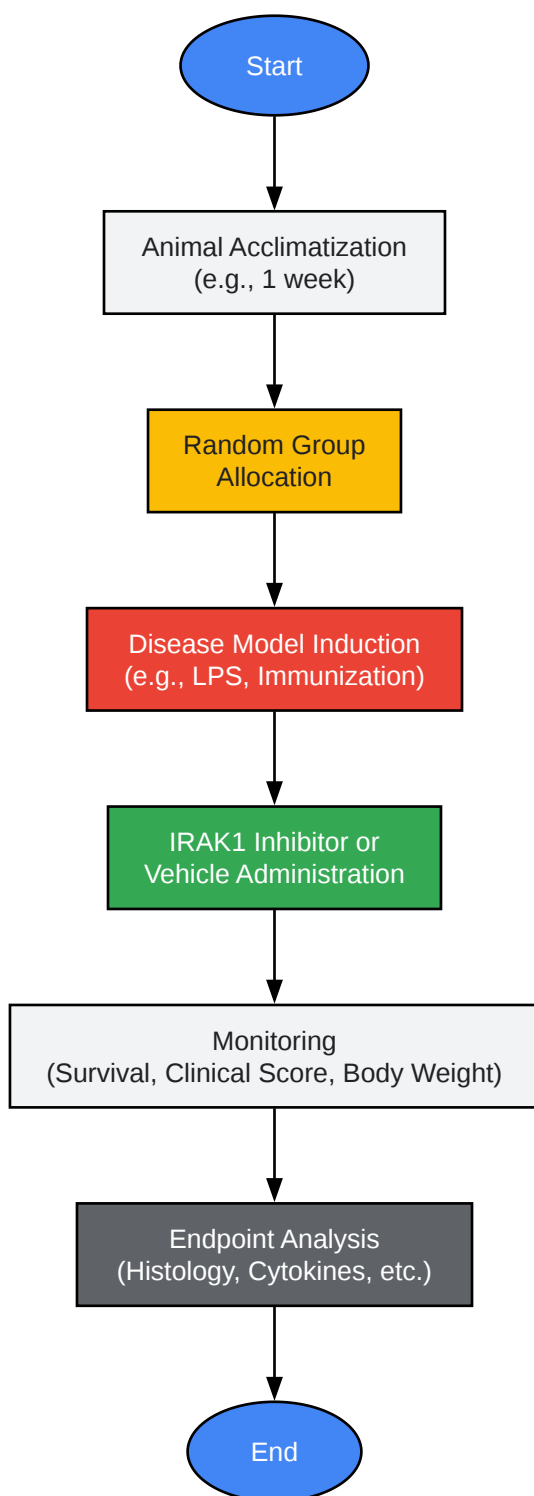 Start
Animal Acclimatization
(e.g., 1 week)
Random Group
Allocation
Disease Model Induction
(e.g., LPS, Immunization)
IRAK1 Inhibitor or
Vehicle Administration
Monitoring
(Survival, Clinical Score, Body Weight)
Endpoint Analysis
(Histology, Cytokines, etc.)
End